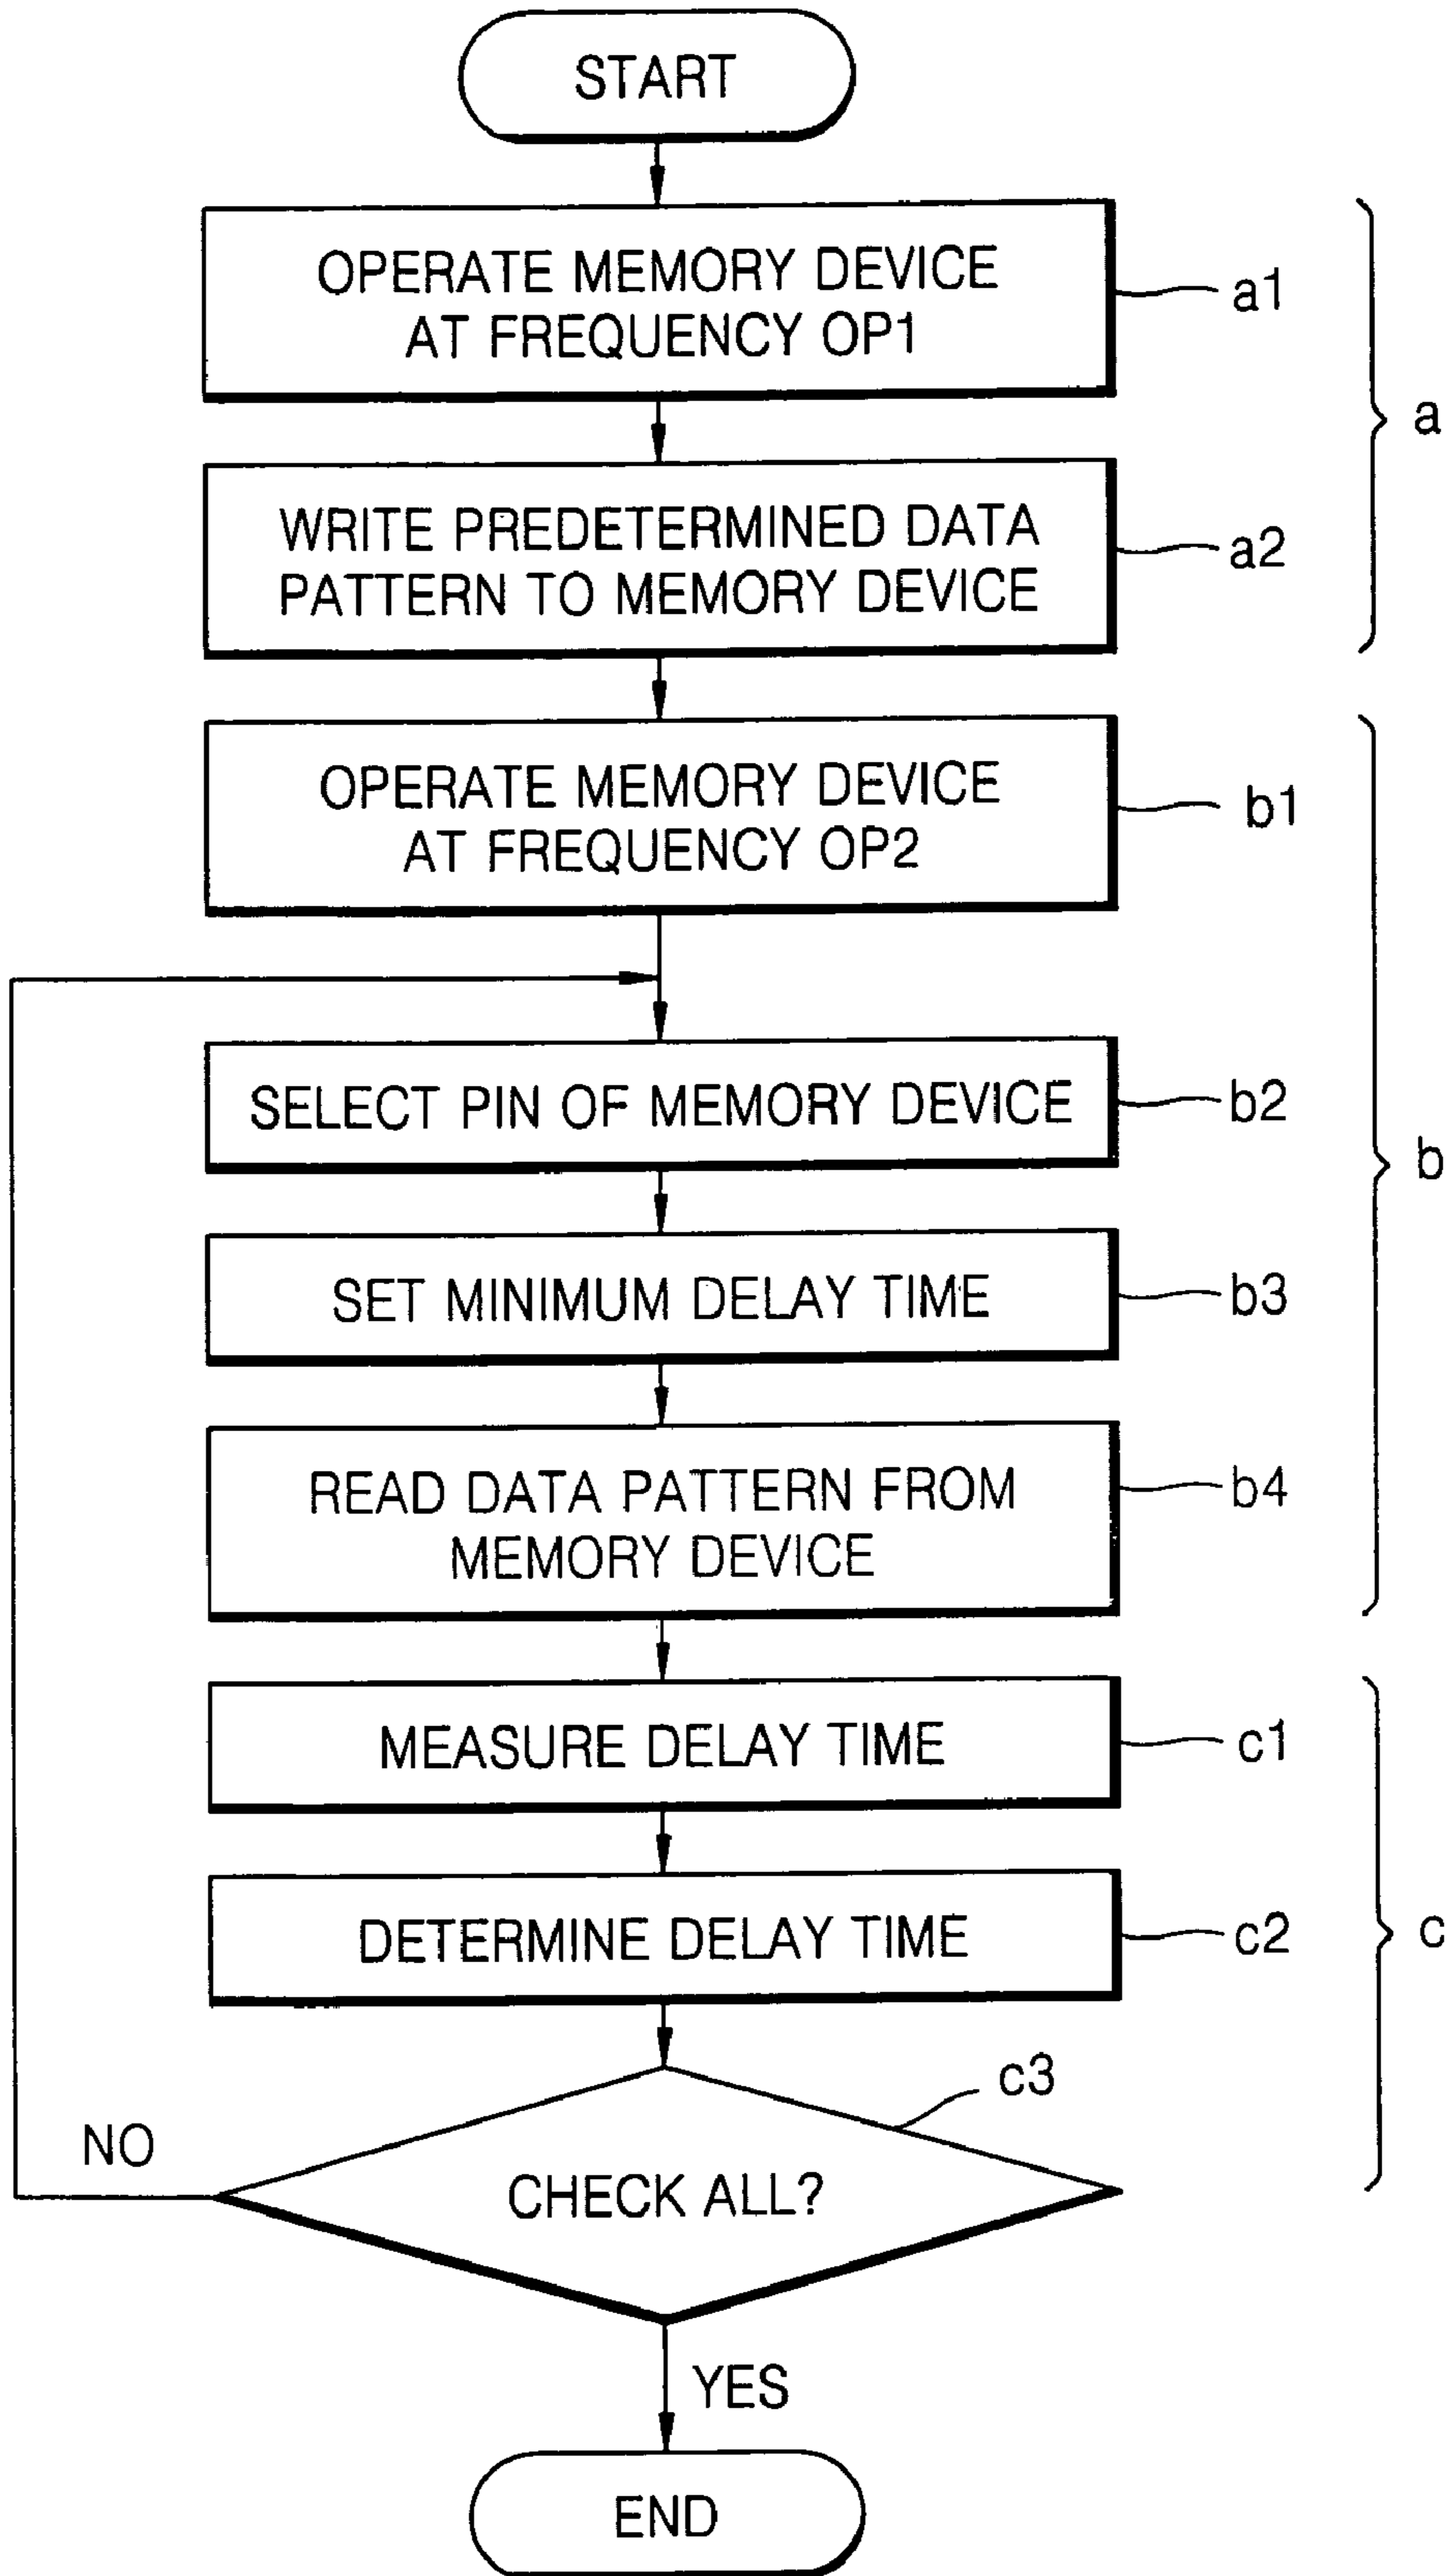 START
OPERATE MEMORY DEVICE
AT FREQUENCY OP1
a1
a
WRITE PREDETERMINED DATA
PATTERN TO MEMORY DEVICE
a2
OPERATE MEMORY DEVICE
AT FREQUENCY OP2
b1
SELECT PIN OF MEMORY DEVICE
b2
b
SET MINIMUM DELAY TIME
b3
READ DATA PATTERN FROM
MEMORY DEVICE
b4
MEASURE DELAY TIME
c1
DETERMINE DELAY TIME
c2
c
c3
NO
CHECK ALL?
YES
END